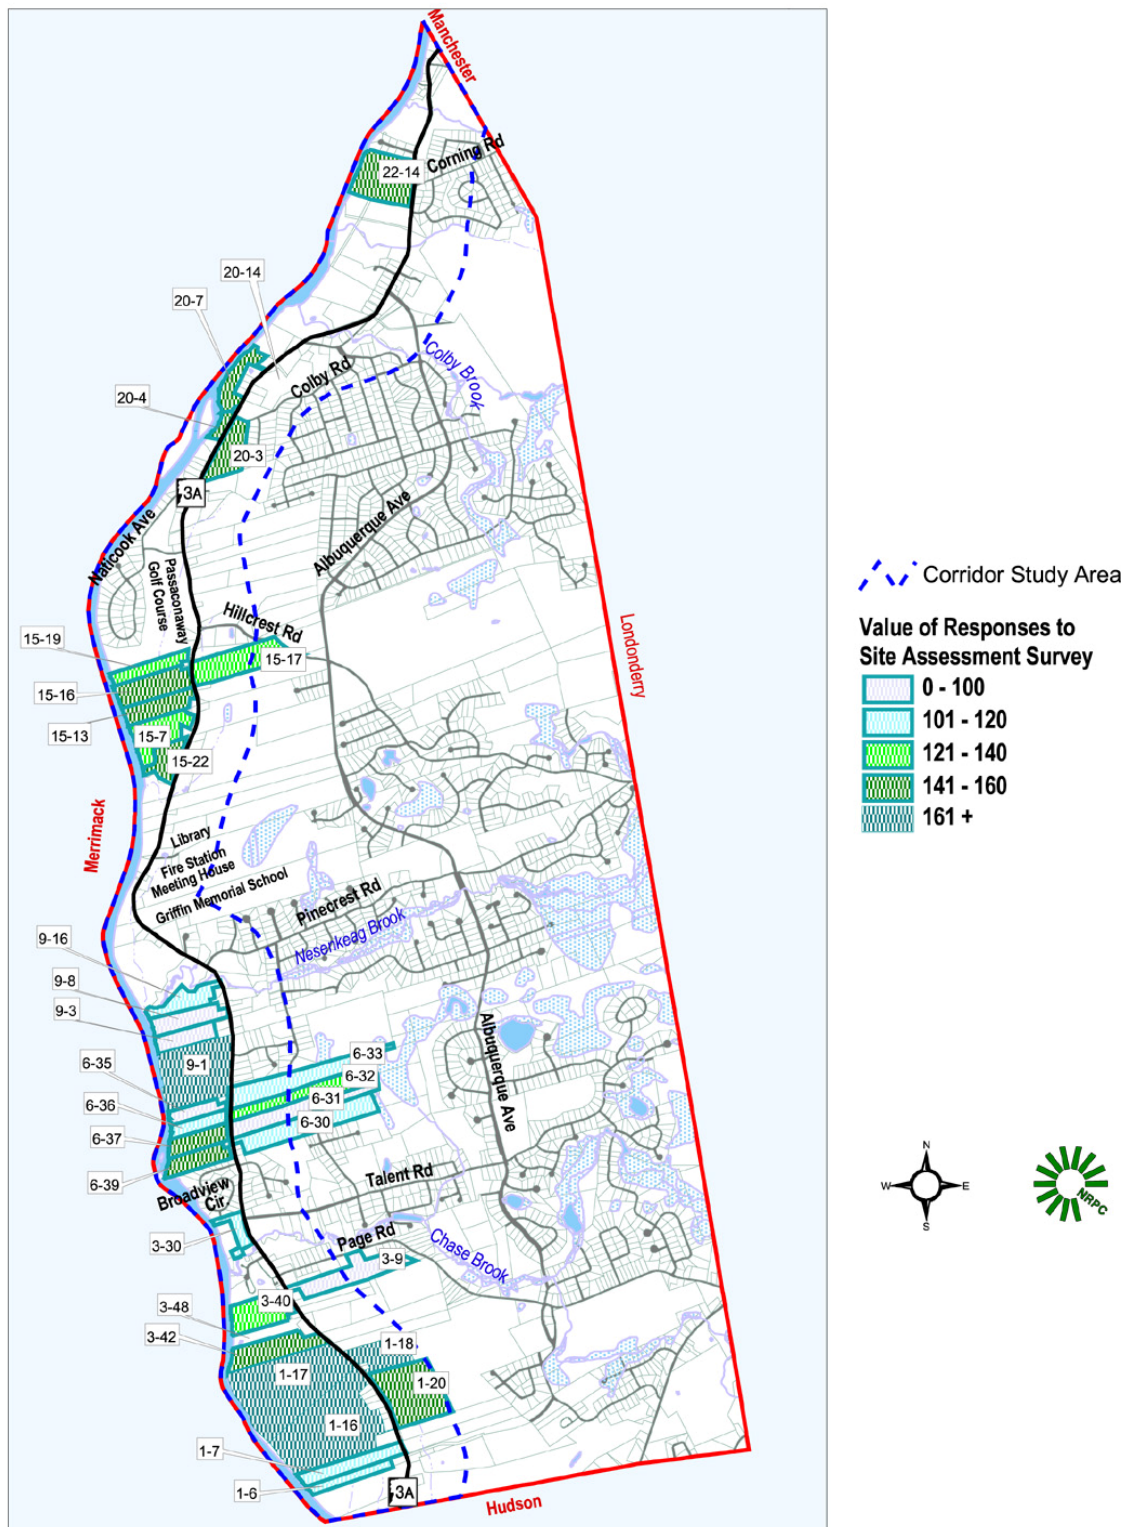 Manchester
Corning Rd
22-14
20-14
20-7
Colby Rd
Colby Brook
20-4
20-3
3A
Naticook Ave
Passaconaway
Golf Course
Albuquerque Ave
Hillcrest Rd
Londonderry
15-19
15-17
15-16
15-13
15-7
15-22
Merrimack
Library
Fire Station
Meeting House
Griffin Memorial School
Pinecrest Rd
Nesenkeag Brook
9-16
9-8
9-3
9-1
Albuquerque Ave
6-33
6-35
6-32
6-36
6-31
6-30
6-37
6-39
Talent Rd
Broadview
Cir.
3-30
Page Rd
Chase Brook
3-9
3-48
3-40
3-42
1-18
1-17
1-20
1-16
1-7
1-6
3A
Hudson
Corridor Study Area
Value of Responses to
Site Assessment Survey
0 - 100
101 - 120
121 - 140
141 - 160
161 +
N
W
E
S
NRPC